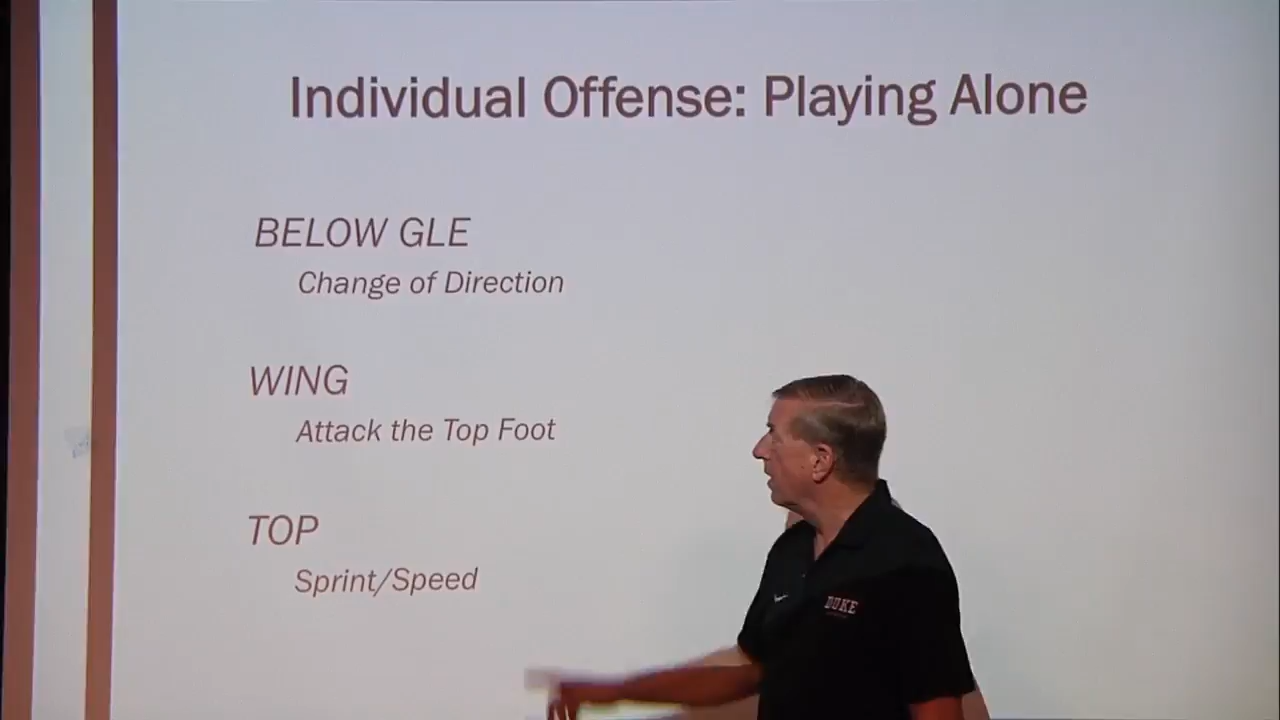 Individual Offense: Playing Alone
BELOW GLE
Change of Direction
WING
Attack the Top Foot
TOP
Sprint/Speed
DUKE